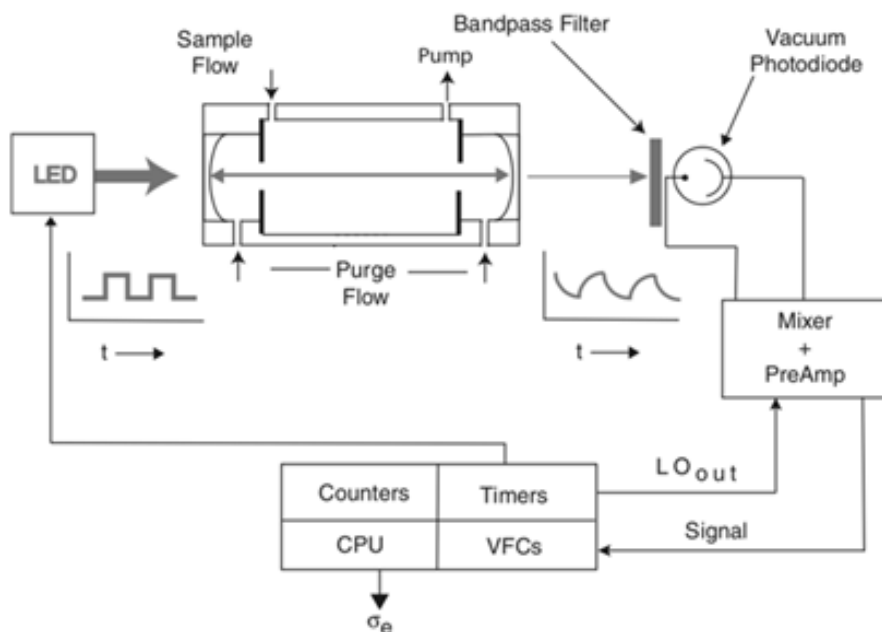 Sample
Flow
Pump
Bandpass Filter
Vacuum
Photodiode
LED
Purge
Flow
t
t
Mixer
+
PreAmp
LOout
Counters
Timers
CPU
VFCs
Signal
σe